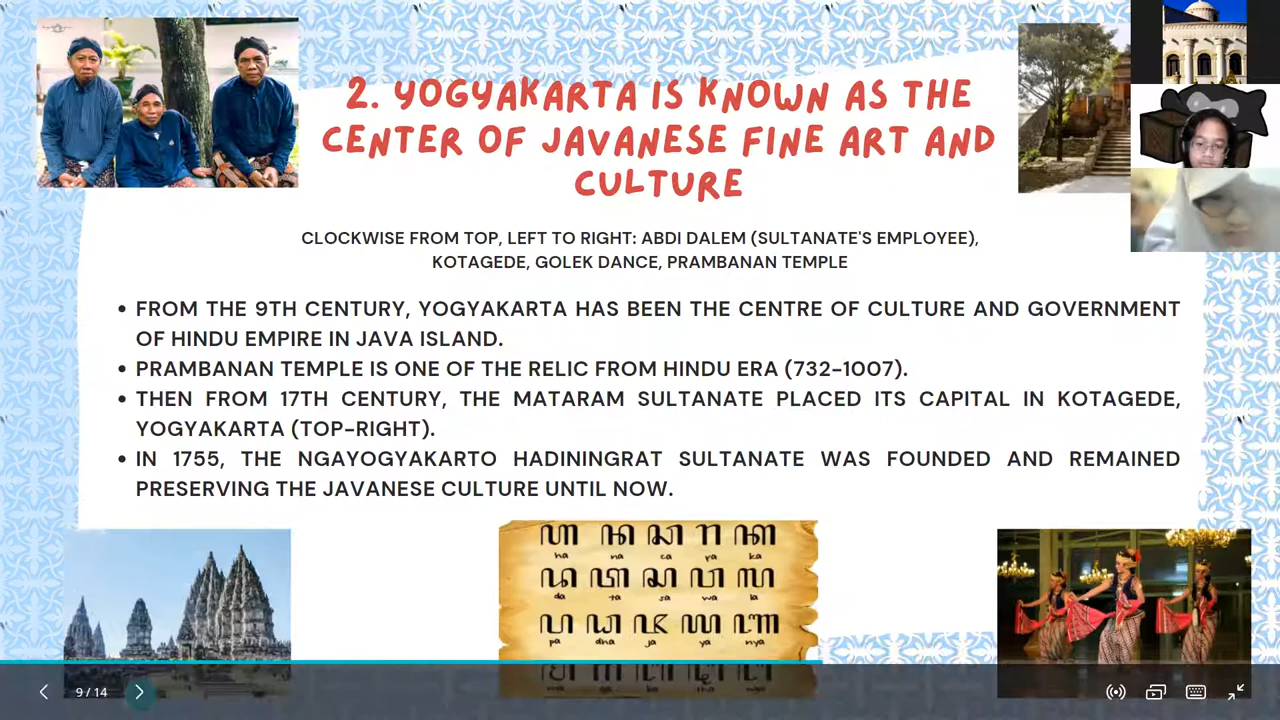 2. YOGYAKARTA IS KNOWN AS THE
CENTER OF JAVANESE FINE ART AND
CULTURE
CLOCKWISE FROM TOP, LEFT TO RIGHT: ABDI DALEM (SULTANATE'S EMPLOYEE),
KOTAGEDE, GOLEK DANCE, PRAMBANAN TEMPLE
• FROM THE 9TH CENTURY, YOGYAKARTA HAS BEEN THE CENTRE OF CULTURE AND GOVERNMENT
OF HINDU EMPIRE IN JAVA ISLAND.
• PRAMBANAN TEMPLE IS ONE OF THE RELIC FROM HINDU ERA (732-1007).
• THEN FROM 17TH CENTURY, THE MATARAM SULTANATE PLACED ITS CAPITAL IN KOTAGEDE,
YOGYAKARTA (TOP-RIGHT).
• IN 1755, THE NGAYOGYAKARTO HADININGRAT SULTANATE WAS FOUNDED AND REMAINED
PRESERVING THE JAVANESE CULTURE UNTIL NOW.
ꦲ ꦤ ꦕ ꦫ ꦏ
ha na ca ra ka
ꦢ ꦠ ꦱ ꦮ ꦭ
da ta sa wa la
ꦥ ꦝ ꦗ ꦪ ꦚ
pa dha ja ya nya
9 / 14